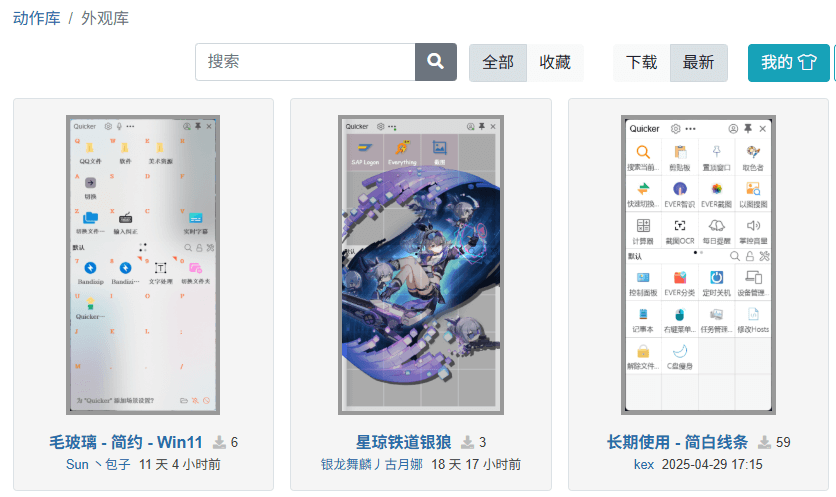 动作库 / 外观库
搜索
全部 收藏 下载 最新 我的
Quicker
QQ文件 软件 美术资源
切换
切换文件… 输入纠正 实时字幕
默认
Bandizip Bandizi… 文字处理 切换文件夹
Quicker…
为 "Quicker" 添加场景设置?
毛玻璃 - 简约 - Win11 6
Sun 丶包子 11 天 4 小时前
Quicker
SAP Logon Everything 截图
星琼铁道银狼 3
银龙舞麟丿古月娜 18 天 17 小时前
Quicker
搜索当前… 剪贴板 置顶窗口 取色者
快速切换… EVER智识 EVER截图 以图搜图
计算器 截图OCR 每日提醒 掌控音量
默认
控制面板 EVER分类 定时关机 设备管理…
记事本 右键菜单… 任务管理… 修改Hosts
解除文件… C盘瘦身
长期使用 - 简白线条 59
kex 2025-04-29 17:15